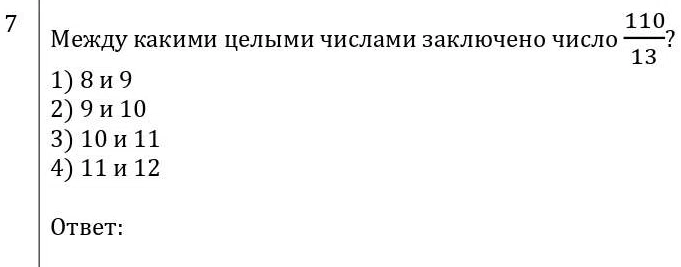 7
Между какими целыми числами заключено число 110/13?
1) 8 и 9
2) 9 и 10
3) 10 и 11
4) 11 и 12
Ответ: